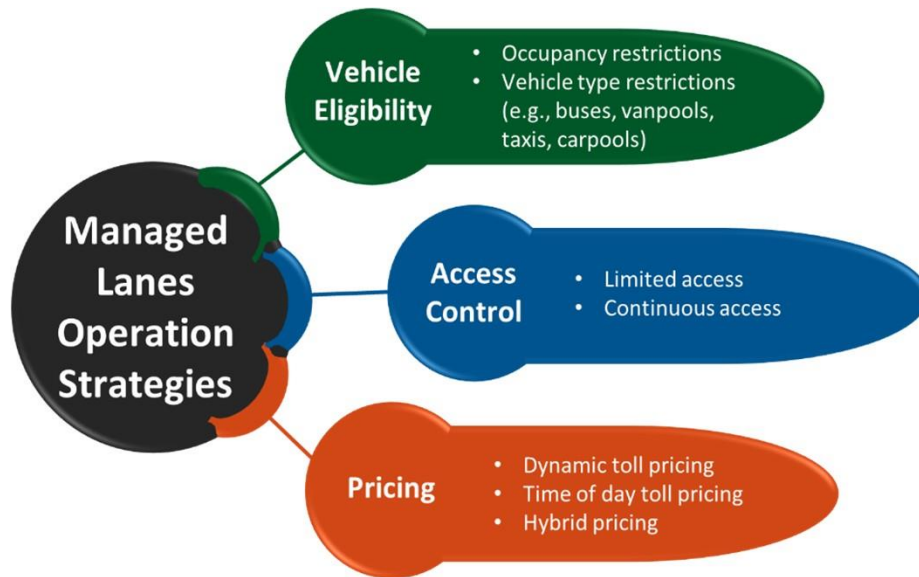 Managed
Lanes
Operation
Strategies
Vehicle
Eligibility
• Occupancy restrictions
• Vehicle type restrictions
(e.g., buses, vanpools,
taxis, carpools)
Access
Control
• Limited access
• Continuous access
Pricing
• Dynamic toll pricing
• Time of day toll pricing
• Hybrid pricing